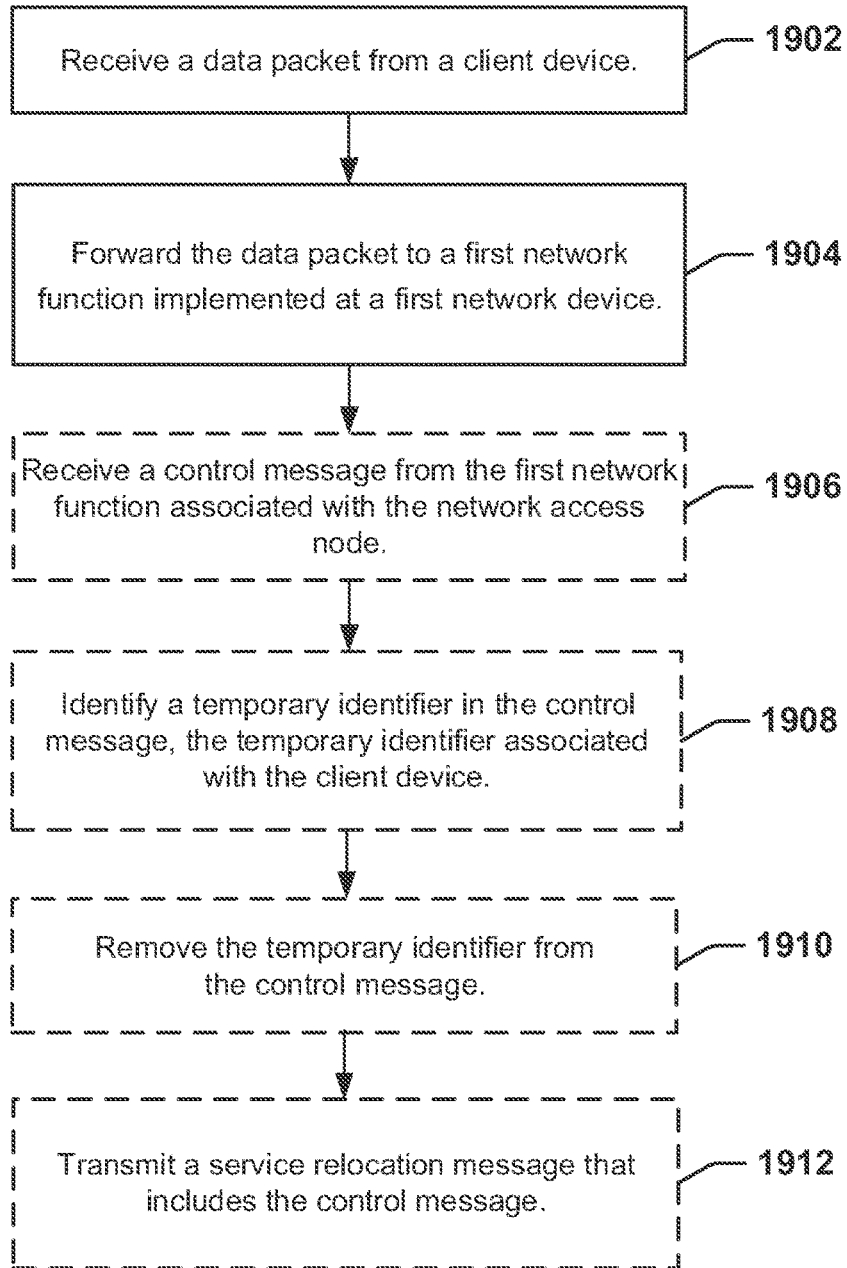 Receive a data packet from a client device.
1902
Forward the data packet to a first network
function implemented at a first network device.
1904
Receive a control message from the first network
function associated with the network access
node.
1906
Identify a temporary identifier in the control
message, the temporary identifier associated
with the client device.
1908
Remove the temporary identifier from
the control message.
1910
Transmit a service relocation message that
includes the control message.
1912